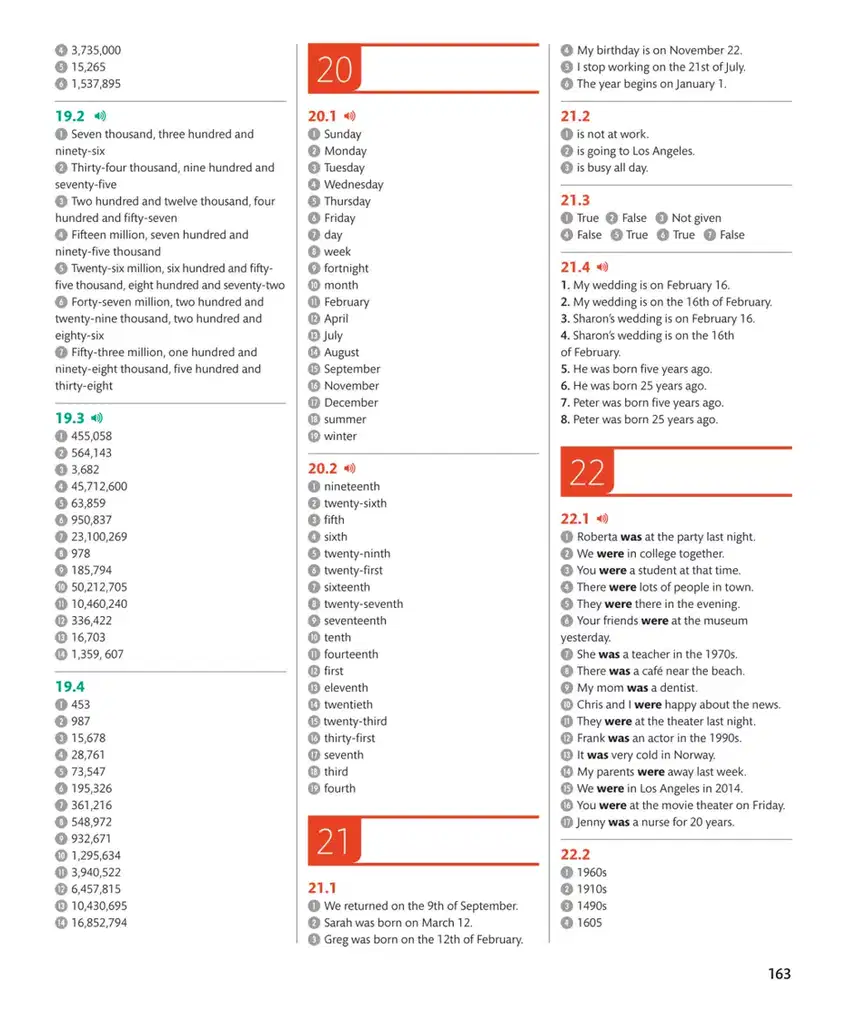 4 3,735,000
5 15,265
6 1,537,895
19.2
1 Seven thousand, three hundred and
ninety-six
2 Thirty-four thousand, nine hundred and
seventy-five
3 Two hundred and twelve thousand, four
hundred and fifty-seven
4 Fifteen million, seven hundred and
ninety-five thousand
5 Twenty-six million, six hundred and fifty-
five thousand, eight hundred and seventy-two
6 Forty-seven million, two hundred and
twenty-nine thousand, two hundred and
eighty-six
7 Fifty-three million, one hundred and
ninety-eight thousand, five hundred and
thirty-eight
19.3
1 455,058
2 564,143
3 3,682
4 45,712,600
5 63,859
6 950,837
7 23,100,269
8 978
9 185,794
10 50,212,705
11 10,460,240
12 336,422
13 16,703
14 1,359, 607
19.4
1 453
2 987
3 15,678
4 28,761
5 73,547
6 195,326
7 361,216
8 548,972
9 932,671
10 1,295,634
11 3,940,522
12 6,457,815
13 10,430,695
14 16,852,794
20
20.1
1 Sunday
2 Monday
3 Tuesday
4 Wednesday
5 Thursday
6 Friday
7 day
8 week
9 fortnight
10 month
11 February
12 April
13 July
14 August
15 September
16 November
17 December
18 summer
19 winter
20.2
1 nineteenth
2 twenty-sixth
3 fifth
4 sixth
5 twenty-ninth
6 twenty-first
7 sixteenth
8 twenty-seventh
9 seventeenth
10 tenth
11 fourteenth
12 first
13 eleventh
14 twentieth
15 twenty-third
16 thirty-first
17 seventh
18 third
19 fourth
21
21.1
1 We returned on the 9th of September.
2 Sarah was born on March 12.
3 Greg was born on the 12th of February.
4 My birthday is on November 22.
5 I stop working on the 21st of July.
6 The year begins on January 1.
21.2
1 is not at work.
2 is going to Los Angeles.
3 is busy all day.
21.3
1 True 2 False 3 Not given
4 False 5 True 6 True 7 False
21.4
1. My wedding is on February 16.
2. My wedding is on the 16th of February.
3. Sharon's wedding is on February 16.
4. Sharon's wedding is on the 16th
of February.
5. He was born five years ago.
6. He was born 25 years ago.
7. Peter was born five years ago.
8. Peter was born 25 years ago.
22
22.1
1 Roberta was at the party last night.
2 We were in college together.
3 You were a student at that time.
4 There were lots of people in town.
5 They were there in the evening.
6 Your friends were at the museum
yesterday.
7 She was a teacher in the 1970s.
8 There was a café near the beach.
9 My mom was a dentist.
10 Chris and I were happy about the news.
11 They were at the theater last night.
12 Frank was an actor in the 1990s.
13 It was very cold in Norway.
14 My parents were away last week.
15 We were in Los Angeles in 2014.
16 You were at the movie theater on Friday.
17 Jenny was a nurse for 20 years.
22.2
1 1960s
2 1910s
3 1490s
4 1605
163